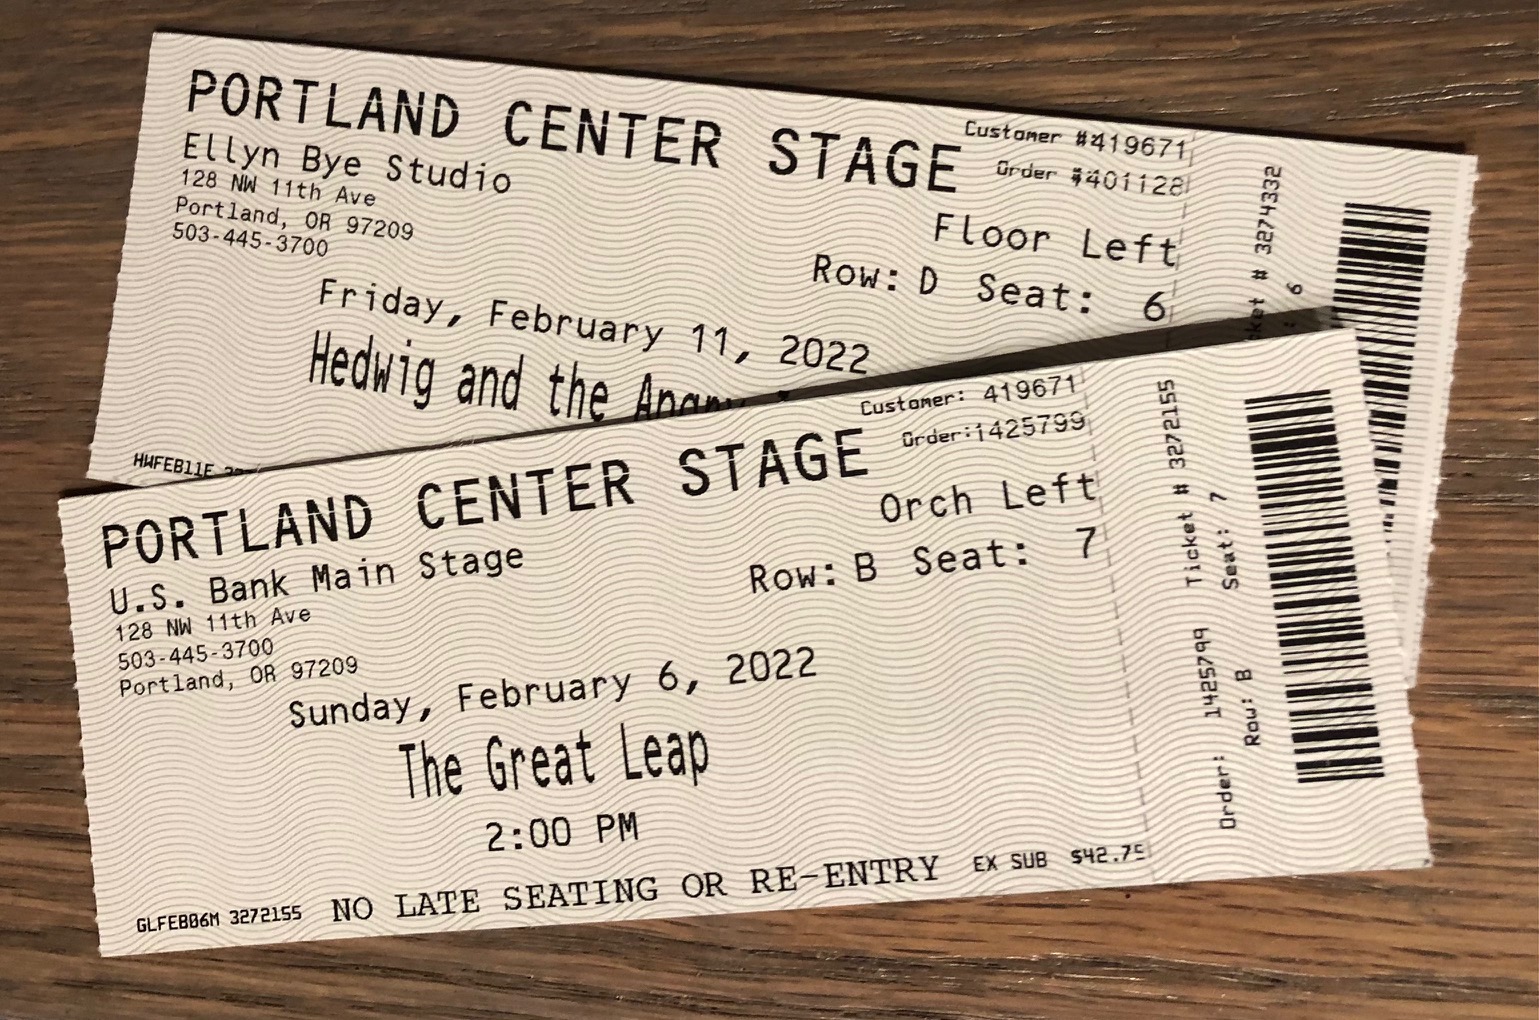 PORTLAND CENTER STAGE
Customer #419671
Order #401128
Ellyn Bye Studio
128 NW 11th Ave
Portland, OR 97209
503-445-3700
Floor Left
Row: D Seat: 6
Friday, February 11, 2022
Hedwig and the
HWFEB11E
# 3274332
: 6
PORTLAND CENTER STAGE
Customer: 419671
Order:1425799
U.S. Bank Main Stage
128 NW 11th Ave
503-445-3700
Portland, OR 97209
Orch Left
Row: B Seat: 7
Sunday, February 6, 2022
The Great Leap
2:00 PM
GLFEB06M 3272155 NO LATE SEATING OR RE-ENTRY EX SUB $42.75
Order: 1425799 Ticket # 3272155
Row: B Seat: 7